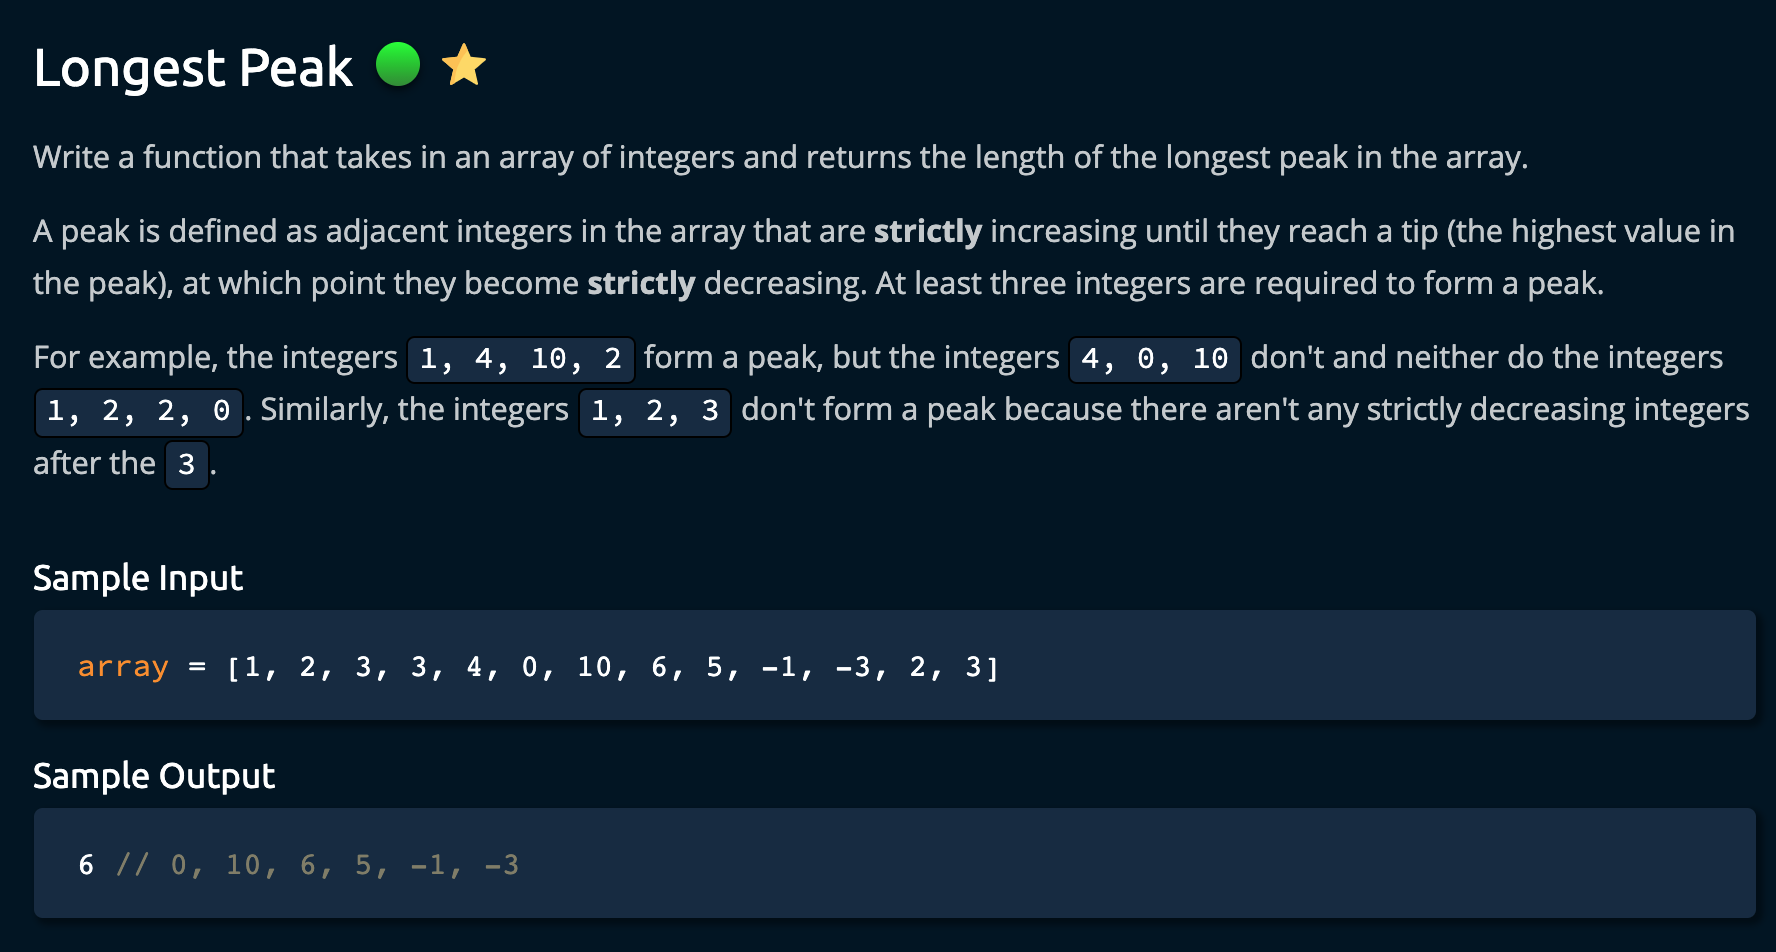 Longest Peak
Write a function that takes in an array of integers and returns the length of the longest peak in the array.
A peak is defined as adjacent integers in the array that are strictly increasing until they reach a tip (the highest value in
the peak), at which point they become strictly decreasing. At least three integers are required to form a peak.
For example, the integers 1, 4, 10, 2 form a peak, but the integers 4, 0, 10 don't and neither do the integers
1, 2, 2, 0. Similarly, the integers 1, 2, 3 don't form a peak because there aren't any strictly decreasing integers
after the 3.
Sample Input
array = [1, 2, 3, 3, 4, 0, 10, 6, 5, -1, -3, 2, 3]
Sample Output
6 // 0, 10, 6, 5, -1, -3